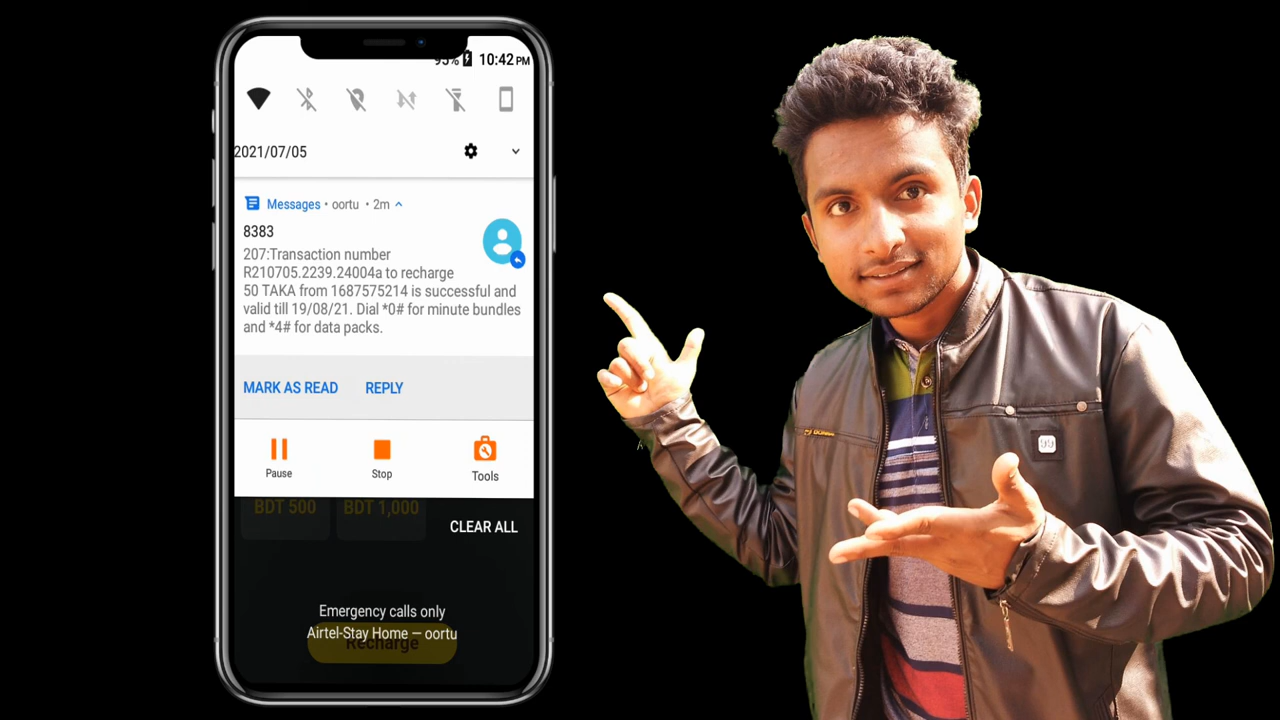 95% 10:42 PM
2021/07/05
Messages • oortu • 2m
8383
207:Transaction number
R210705.2239.24004a to recharge
50 TAKA from 1687575214 is successful and
valid till 19/08/21. Dial *0# for minute bundles
and *4# for data packs.
MARK AS READ REPLY
Pause Stop Tools
BDT 500 BDT 1,000
CLEAR ALL
Emergency calls only
Airtel-Stay Home — oortu
Recharge
99